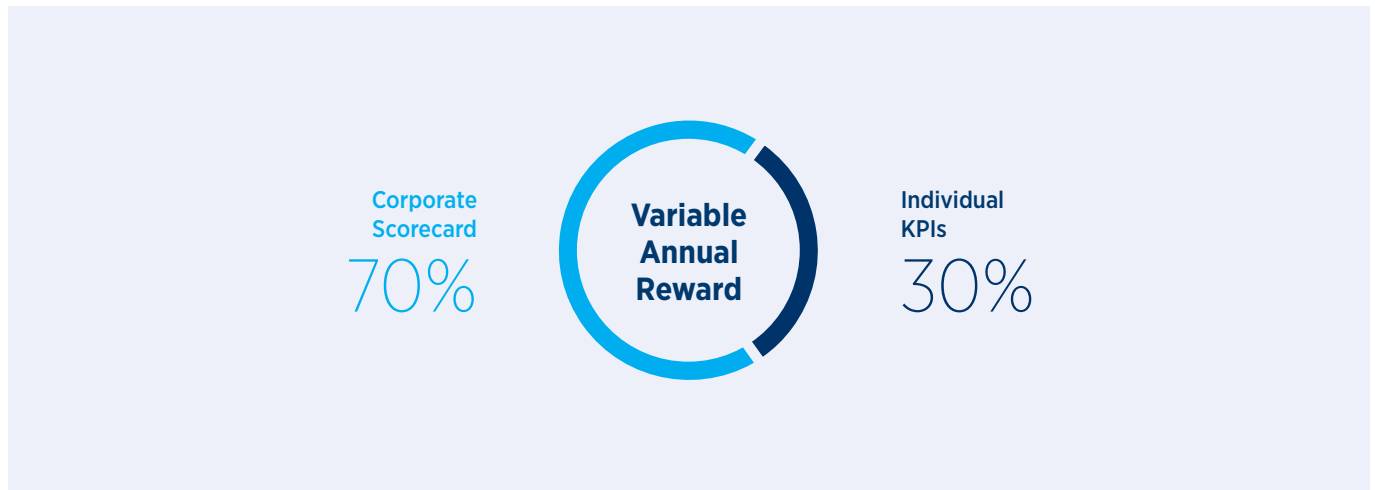 Corporate
Scorecard
70%
Variable
Annual
Reward
Individual
KPIs
30%